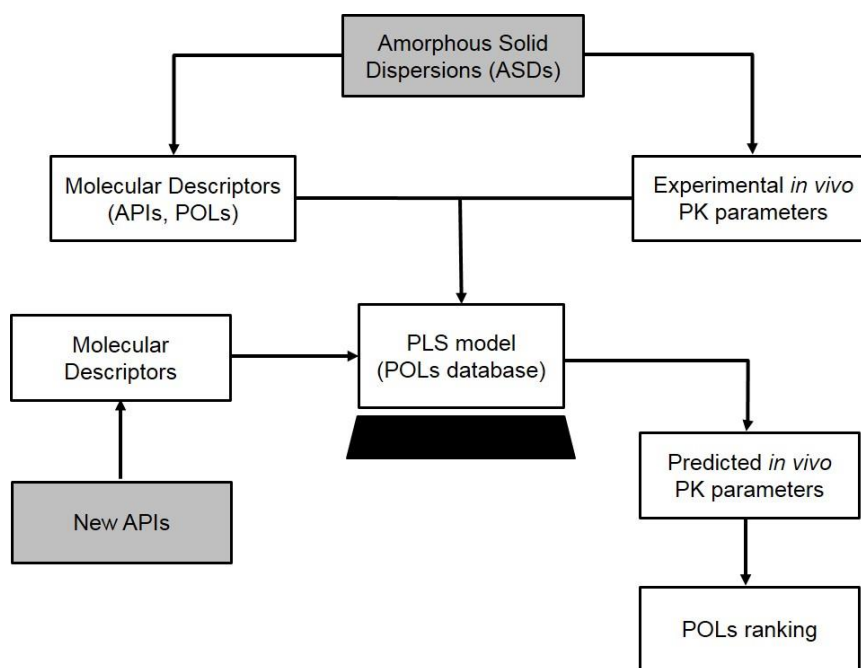 Amorphous Solid
Dispersions (ASDs)
Molecular Descriptors
(APIs, POLs)
Experimental in vivo
PK parameters
Molecular
Descriptors
PLS model
(POLs database)
New APIs
Predicted in vivo
PK parameters
POLs ranking